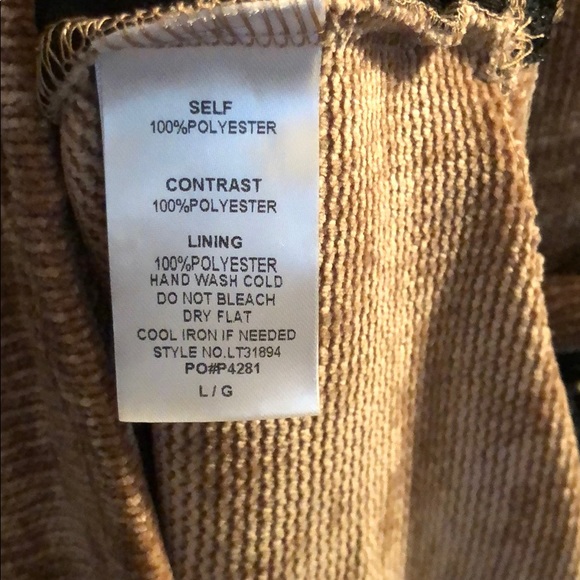 SELF
100%POLYESTER
CONTRAST
100%POLYESTER
LINING
100%POLYESTER
HAND WASH COLD
DO NOT BLEACH
DRY FLAT
COOL IRON IF NEEDED
STYLE NO.LT31894
PO#P4281
L / G